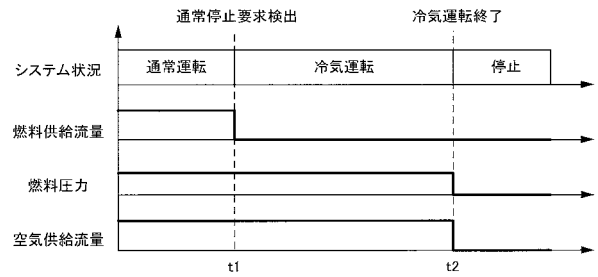 通常停止要求検出
冷気運転終了
システム状況
通常運転
冷気運転
停止
燃料供給流量
燃料圧力
空気供給流量
t1
t2